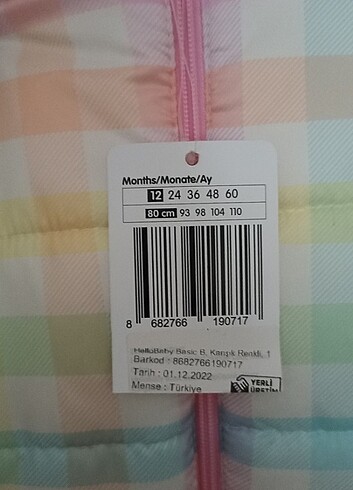 Months/Monate/Ay
12 24 36 48 60
80 cm 93 98 104 110
8 682766 190717
HelloBaby Basic B, Karışık Renkli, 1
Barkod : 8682766190717
Tarih : 01.12.2022
Menşe : Türkiye
YERLİ
ÜRETİM